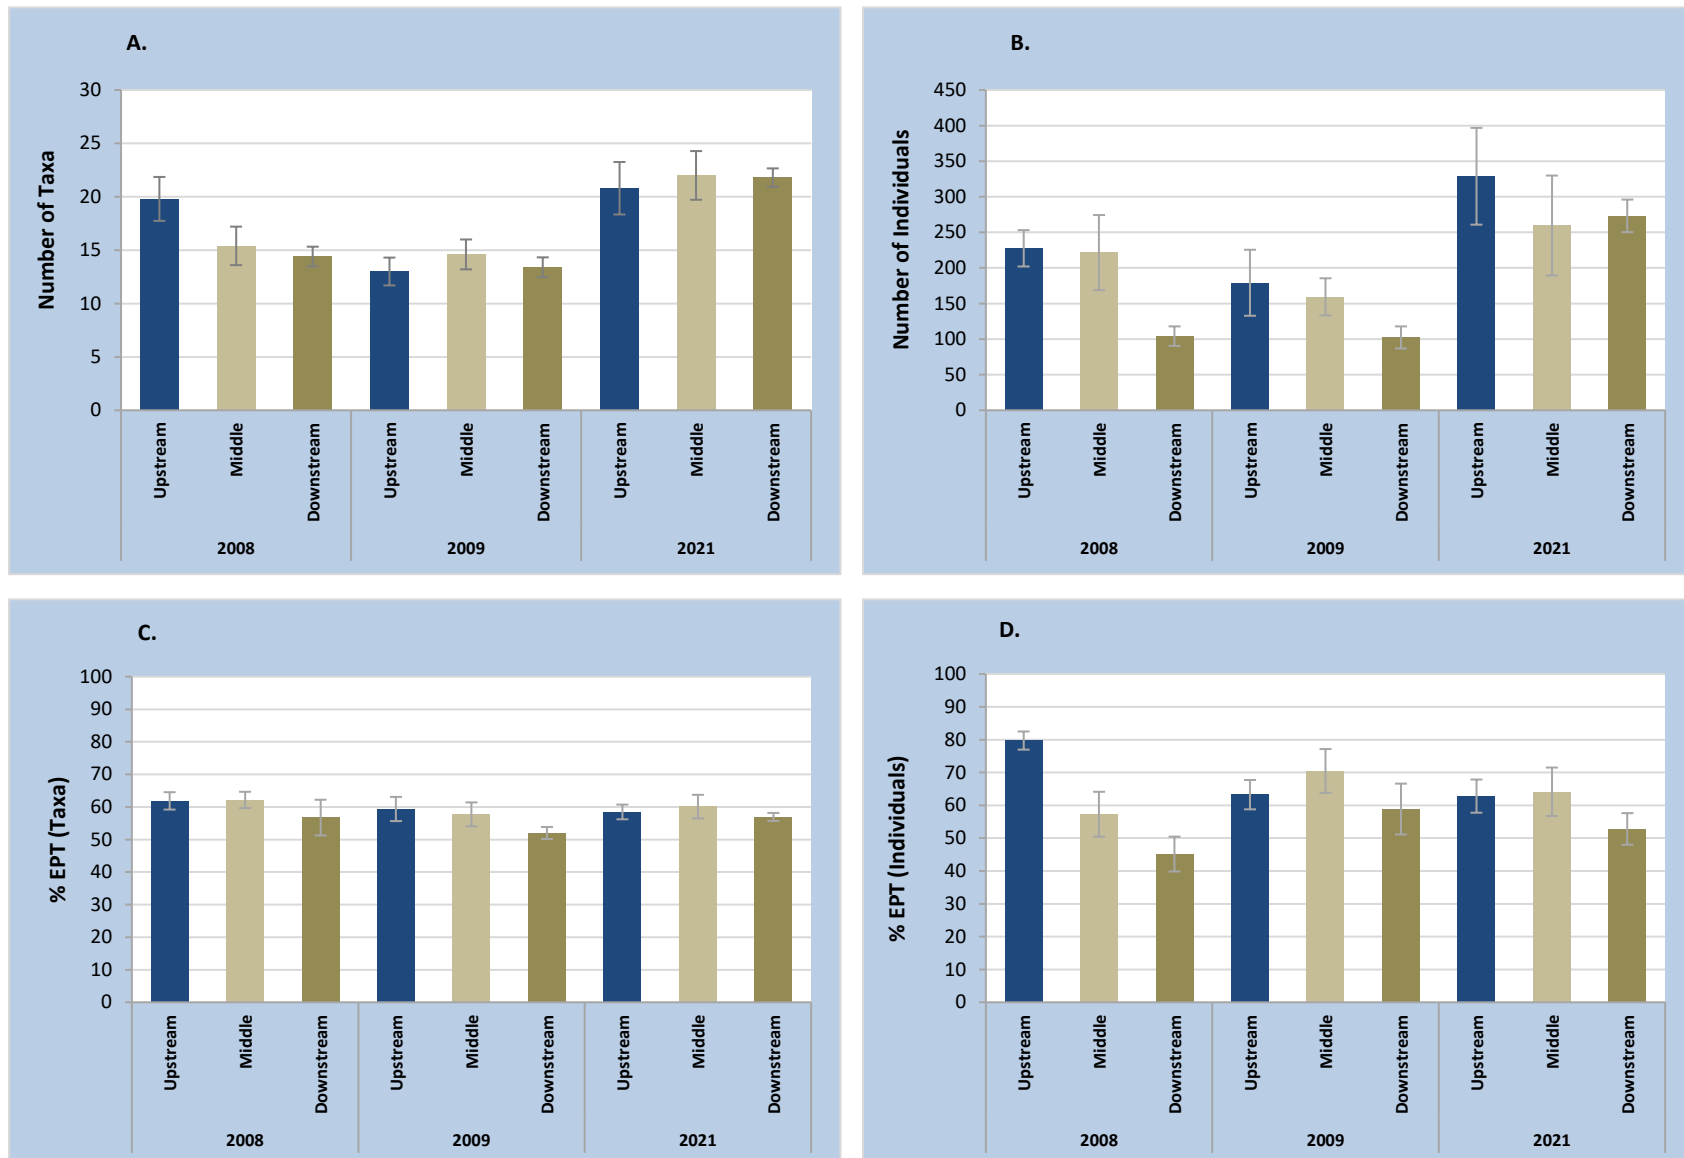 A.
Number of Taxa
30
25
20
15
10
5
0
Upstream
Middle
Downstream
Upstream
Middle
Downstream
Upstream
Middle
Downstream
2008
2009
2021
B.
Number of Individuals
450
400
350
300
250
200
150
100
50
0
Upstream
Middle
Downstream
Upstream
Middle
Downstream
Upstream
Middle
Downstream
2008
2009
2021
C.
% EPT (Taxa)
100
90
80
70
60
50
40
30
20
10
0
Upstream
Middle
Downstream
Upstream
Middle
Downstream
Upstream
Middle
Downstream
2008
2009
2021
D.
% EPT (Individuals)
100
90
80
70
60
50
40
30
20
10
0
Upstream
Middle
Downstream
Upstream
Middle
Downstream
Upstream
Middle
Downstream
2008
2009
2021